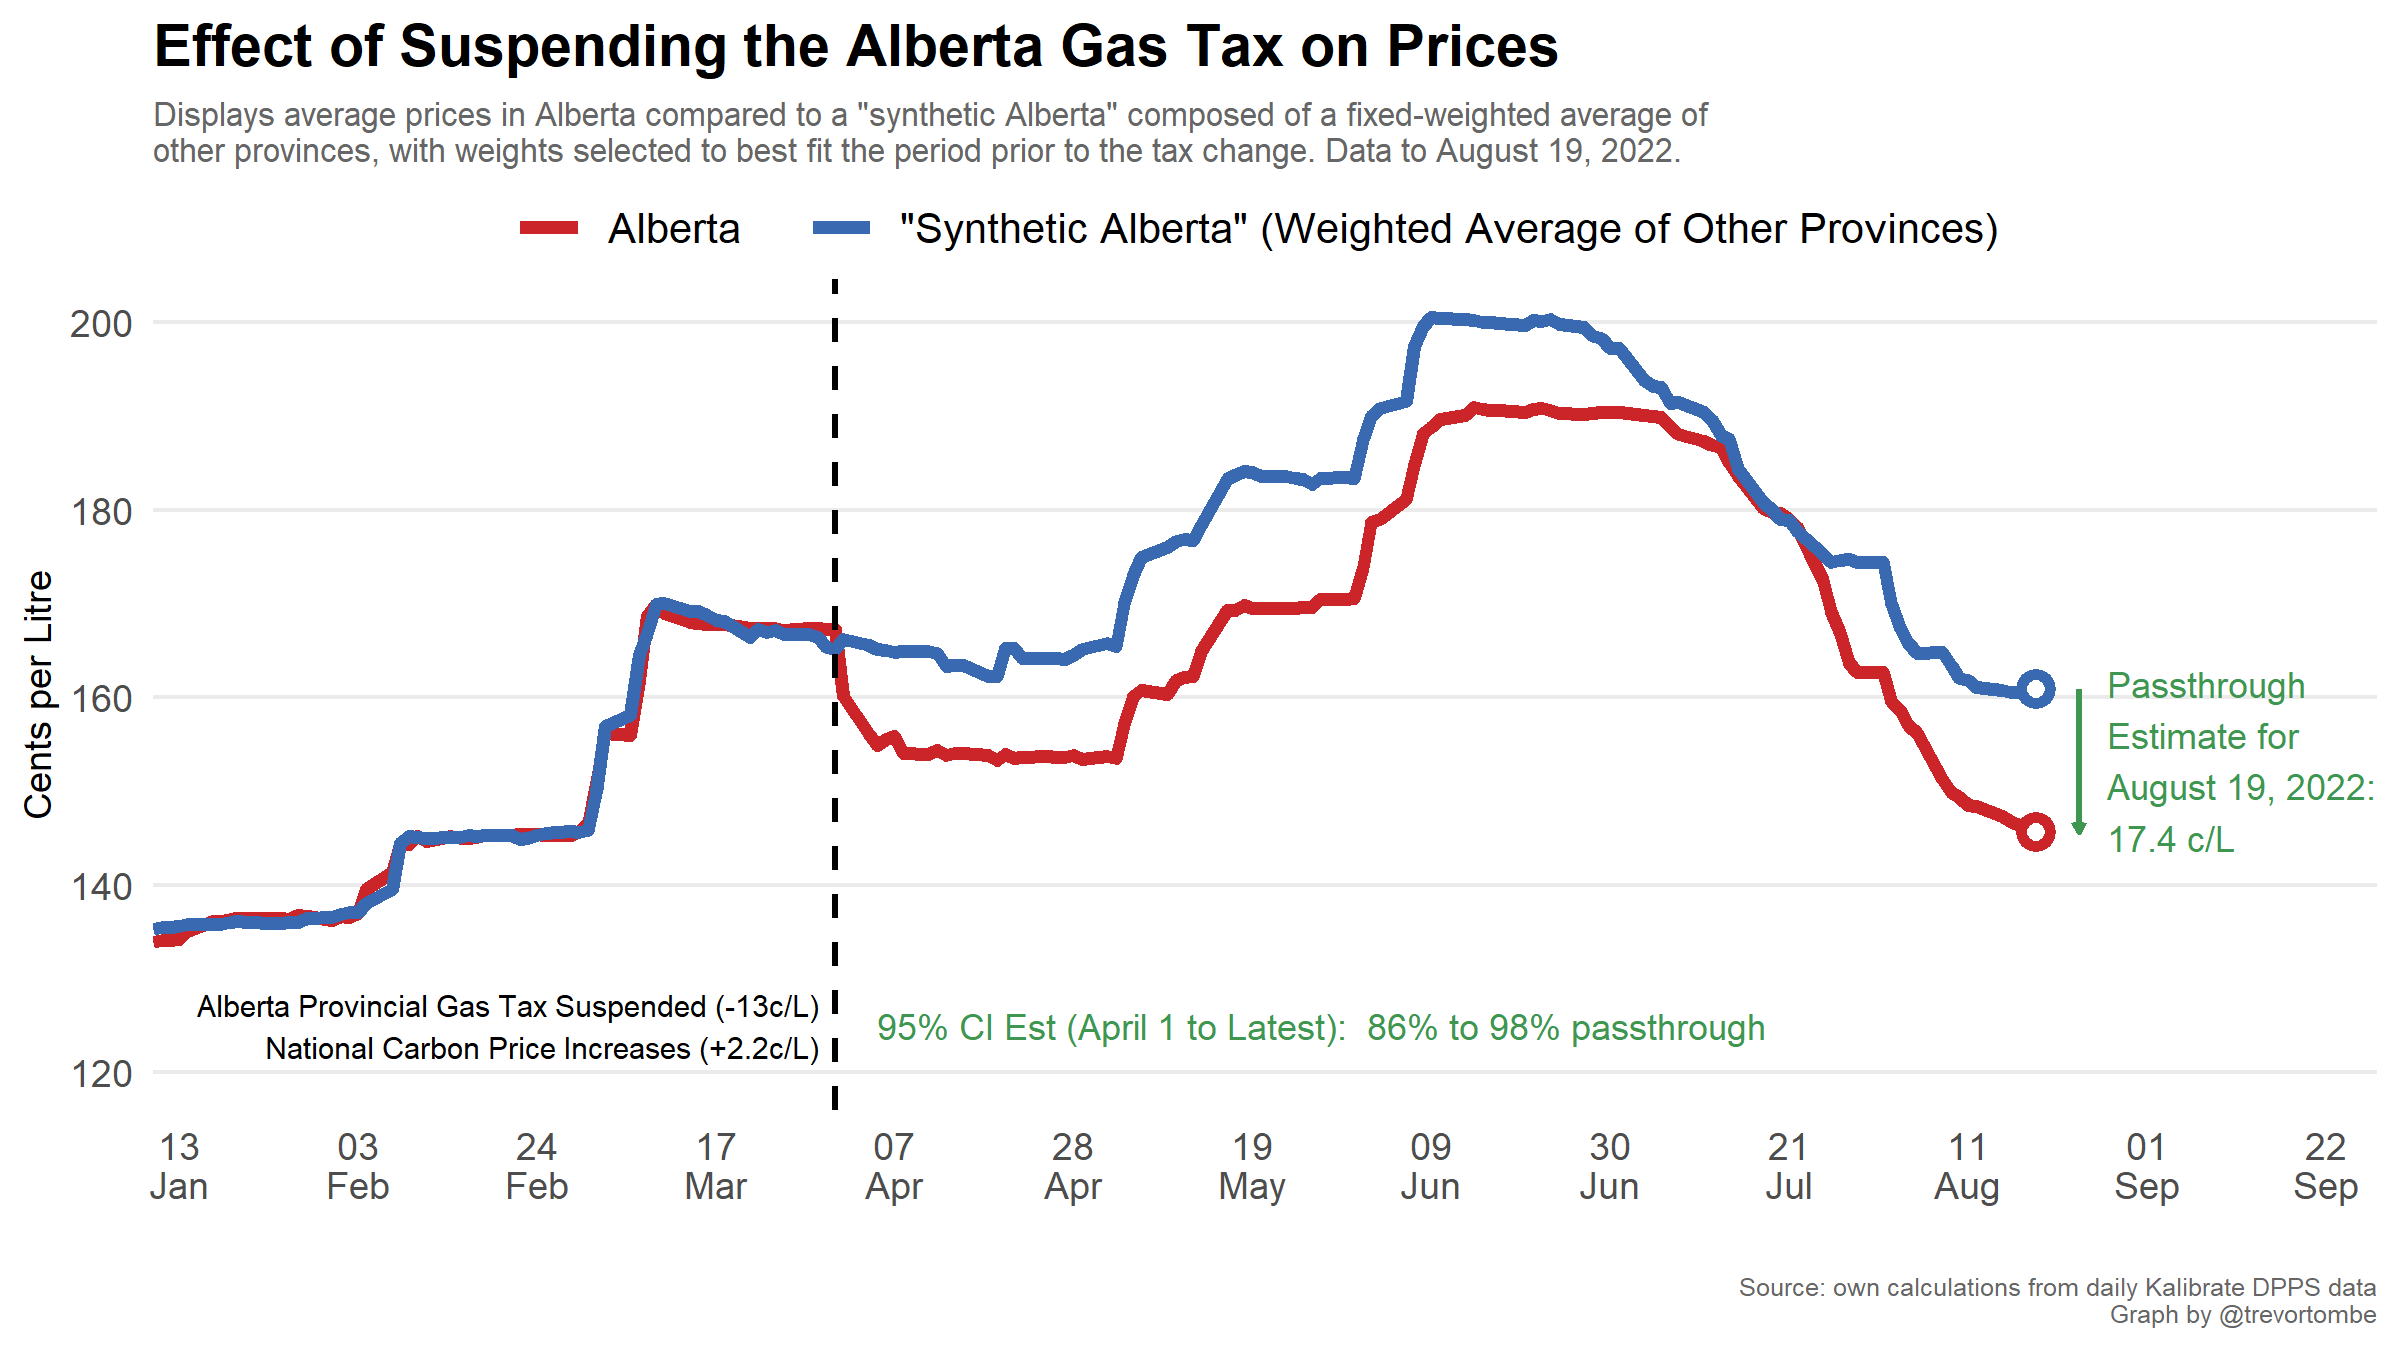 Effect of Suspending the Alberta Gas Tax on Prices
Displays average prices in Alberta compared to a "synthetic Alberta" composed of a fixed-weighted average of
other provinces, with weights selected to best fit the period prior to the tax change. Data to August 19, 2022.
Alberta
"Synthetic Alberta" (Weighted Average of Other Provinces)
Cents per Litre
200
180
160
140
120
Passthrough
Estimate for
August 19, 2022:
17.4 c/L
Alberta Provincial Gas Tax Suspended (-13c/L)
National Carbon Price Increases (+2.2c/L)
95% CI Est (April 1 to Latest):  86% to 98% passthrough
13 Jan
03 Feb
24 Feb
17 Mar
07 Apr
28 Apr
19 May
09 Jun
30 Jun
21 Jul
11 Aug
01 Sep
22 Sep
Source: own calculations from daily Kalibrate DPPS data
Graph by @trevortombe